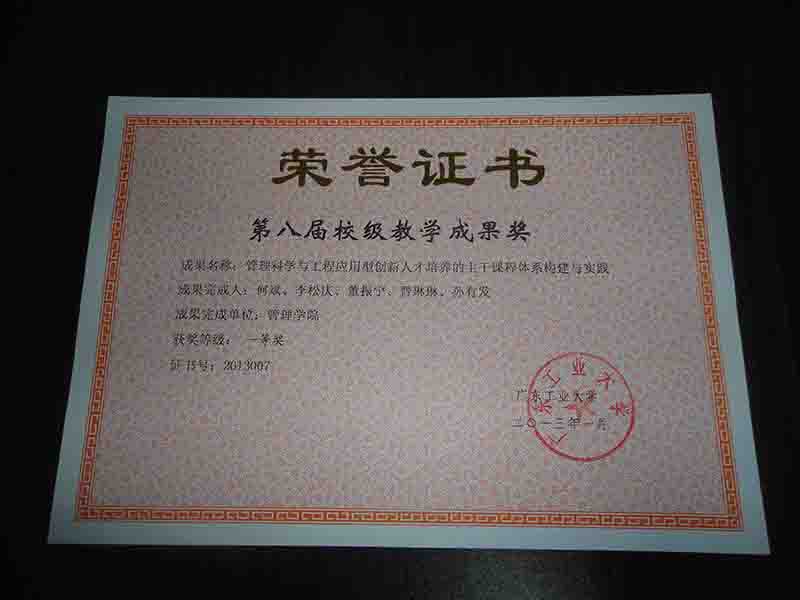 荣誉证书
第八届校级教学成果奖
成果名称：管理科学与工程应用型创新人才培养的主干课程体系构建与实践
成果完成人：何斌、李松庆、董振宁、曹琳琳、孙有发
成果完成单位：管理学院
获奖等级：一等奖
证书号：2013007
广东工业大学
广东工业大学
二〇一三年一月